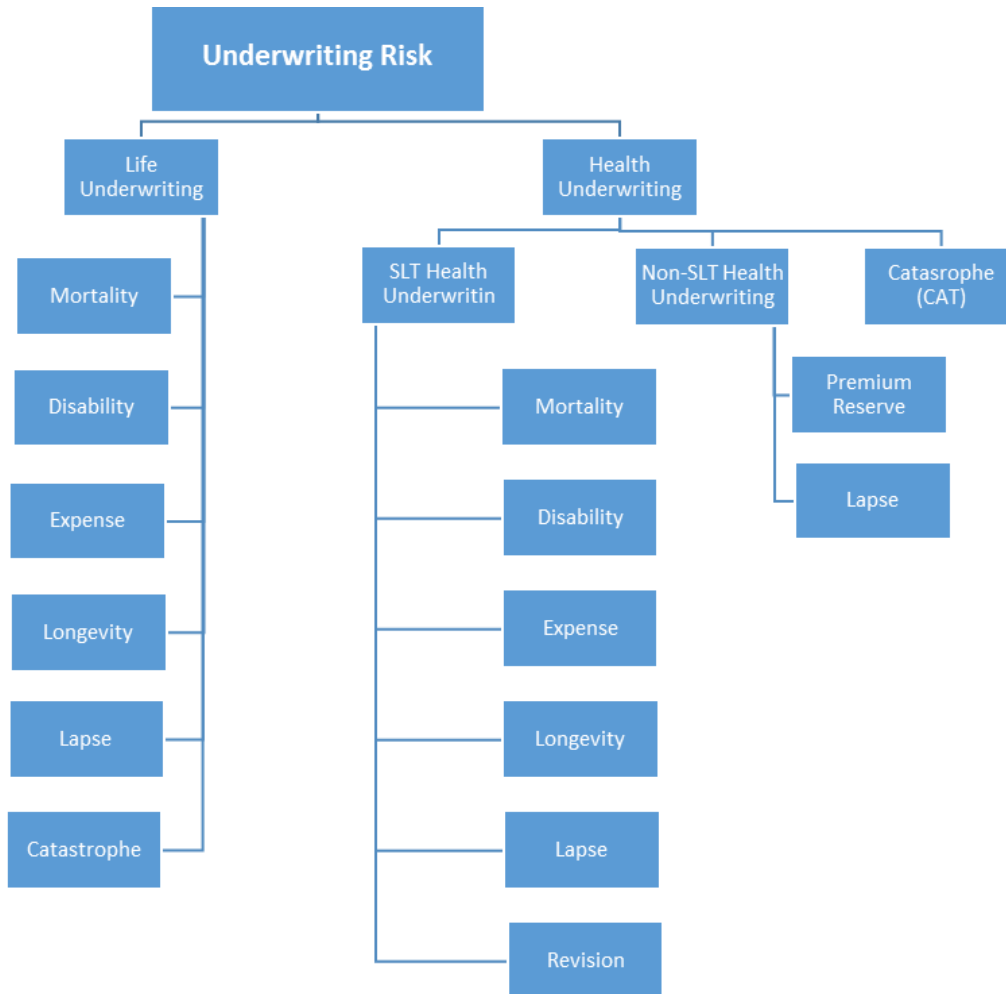 Underwriting Risk
Life
Underwriting
Health
Underwriting
SLT Health
Underwritin
Non-SLT Health
Underwriting
Catasrophe
(CAT)
Mortality
Disability
Expense
Longevity
Lapse
Catastrophe
Mortality
Disability
Expense
Longevity
Lapse
Revision
Premium
Reserve
Lapse